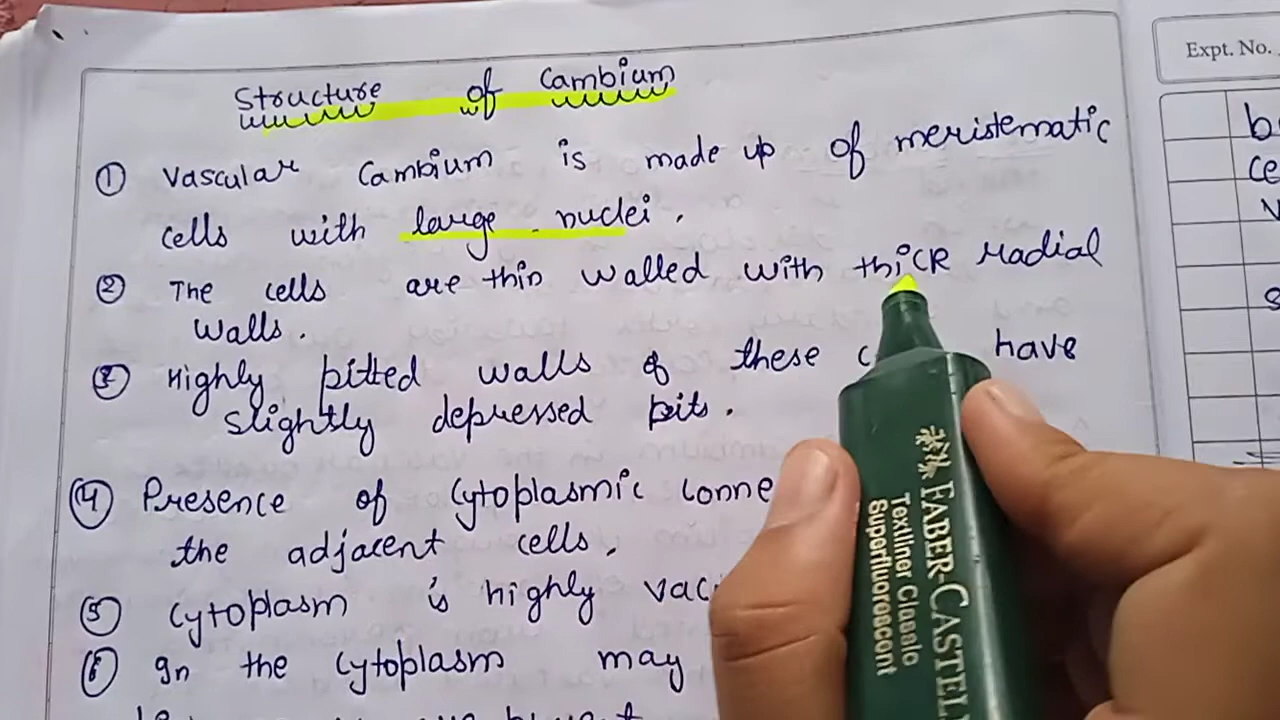 Structure of Cambium
① Vascular Cambium is made up of meristematic
cells with large nuclei.
② The cells are thin walled with thick radial
walls.
③ Highly pitted walls of these have
slightly depressed pits.
④ Presence of Cytoplasmic
the adjacent cells,
⑤ Cytoplasm is highly
⑥ In the Cytoplasm may
Expt. No.
FABER-CASTELL
Textliner Classic
Superfluorescent